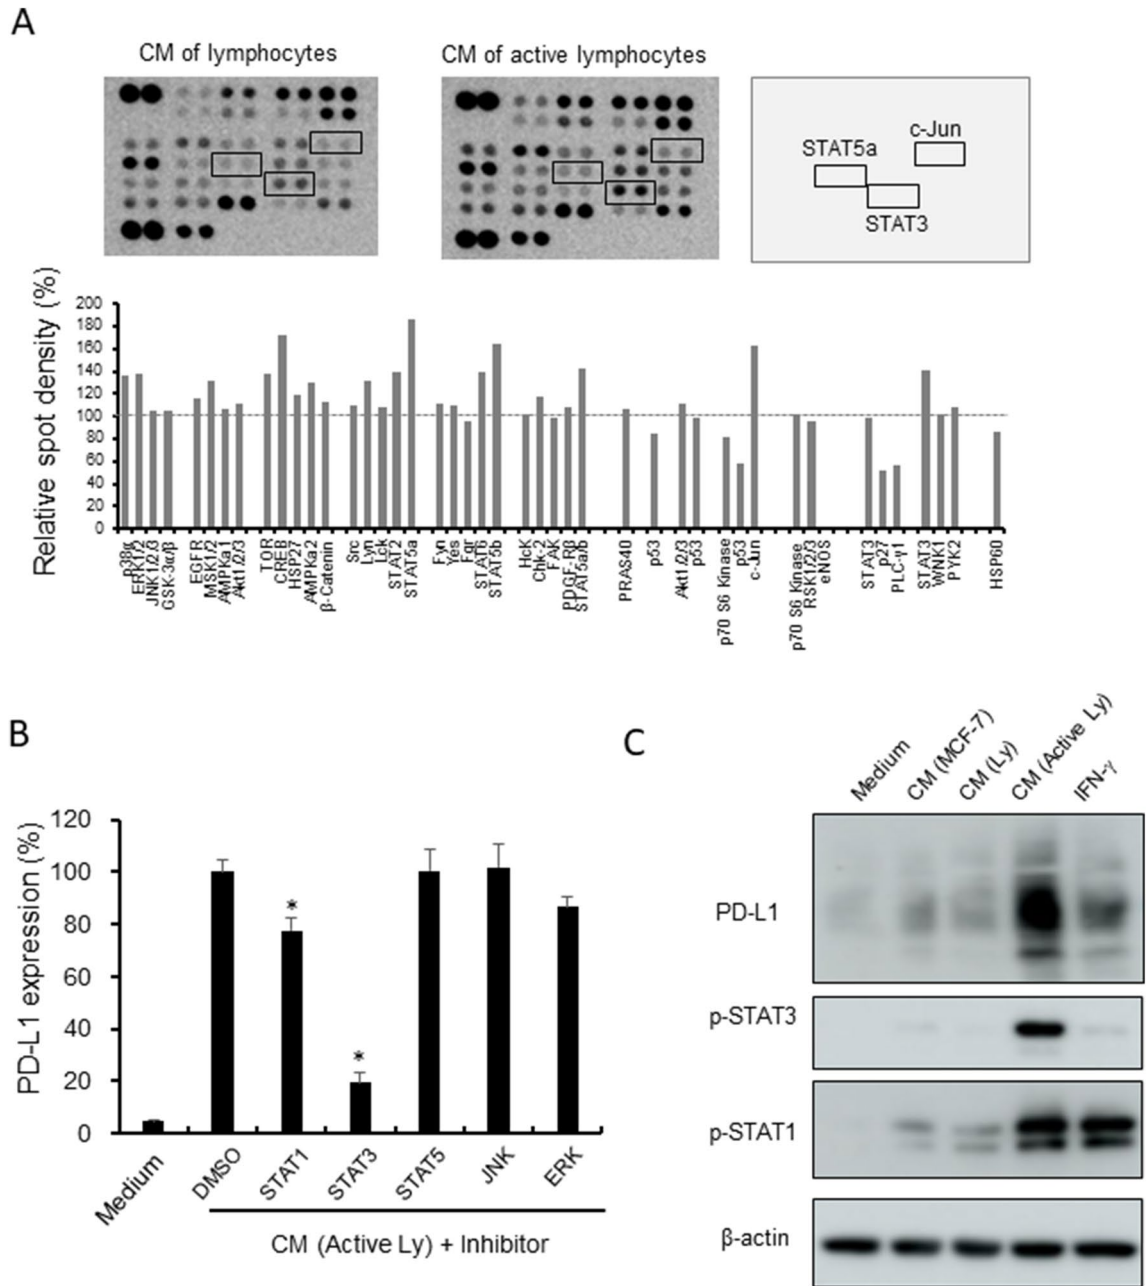 A
CM of lymphocytes
CM of active lymphocytes
c-Jun
STAT5a
STAT3
Relative spot density (%)
200
180
160
140
120
100
80
60
40
20
0
p38α
ERK1/2
JNK1/2/3
GSK-3α/β
EGFR
MSK1/2
AMPKa1
Akt1/2/3
TOR
CREB
HSP27
AMPKa2
β-Catenin
Src
Lyn
Lck
STAT2
STAT5a
Fyn
Yes
Fgr
STAT6
STAT5b
HcK
Chk-2
FAK
PDGF-Rβ
STAT5a/b
PRAS40
p53
Akt1/2/3
p53
p70 S6 Kinase
p53
c-Jun
p70 S6 Kinase
RSK1/2/3
eNOS
STAT3
p27
PLC-γ1
STAT3
WNK1
PYK2
HSP60
B
PD-L1 expression (%)
120
100
80
60
40
20
0
*
*
Medium
DMSO
STAT1
STAT3
STAT5
JNK
ERK
CM (Active Ly) + Inhibitor
C
Medium
CM (MCF-7)
CM (Ly)
CM (Active Ly)
IFN-γ
PD-L1
p-STAT3
p-STAT1
β-actin